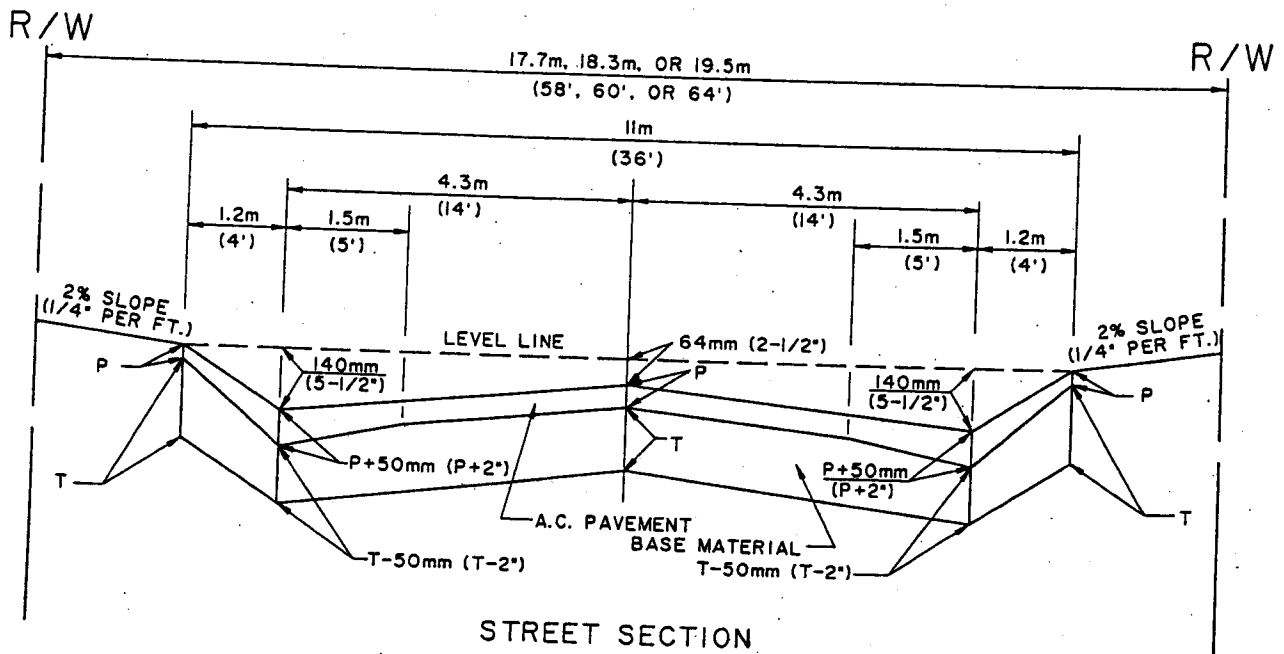 R/W
R/W
17.7m, 18.3m, OR 19.5m
(58', 60', OR 64')
11m
(36')
4.3m
(14')
4.3m
(14')
1.2m
(4')
1.5m
(5')
1.5m
(5')
1.2m
(4')
2% SLOPE
(1/4" PER FT.)
LEVEL LINE
64mm (2-1/2")
2% SLOPE
(1/4" PER FT.)
P
140mm
(5-1/2")
P
140mm
(5-1/2")
P
T
P+50mm (P+2")
T
P+50mm
(P+2")
T
A.C. PAVEMENT
BASE MATERIAL
T-50mm (T-2")
T-50mm (T-2")
STREET SECTION